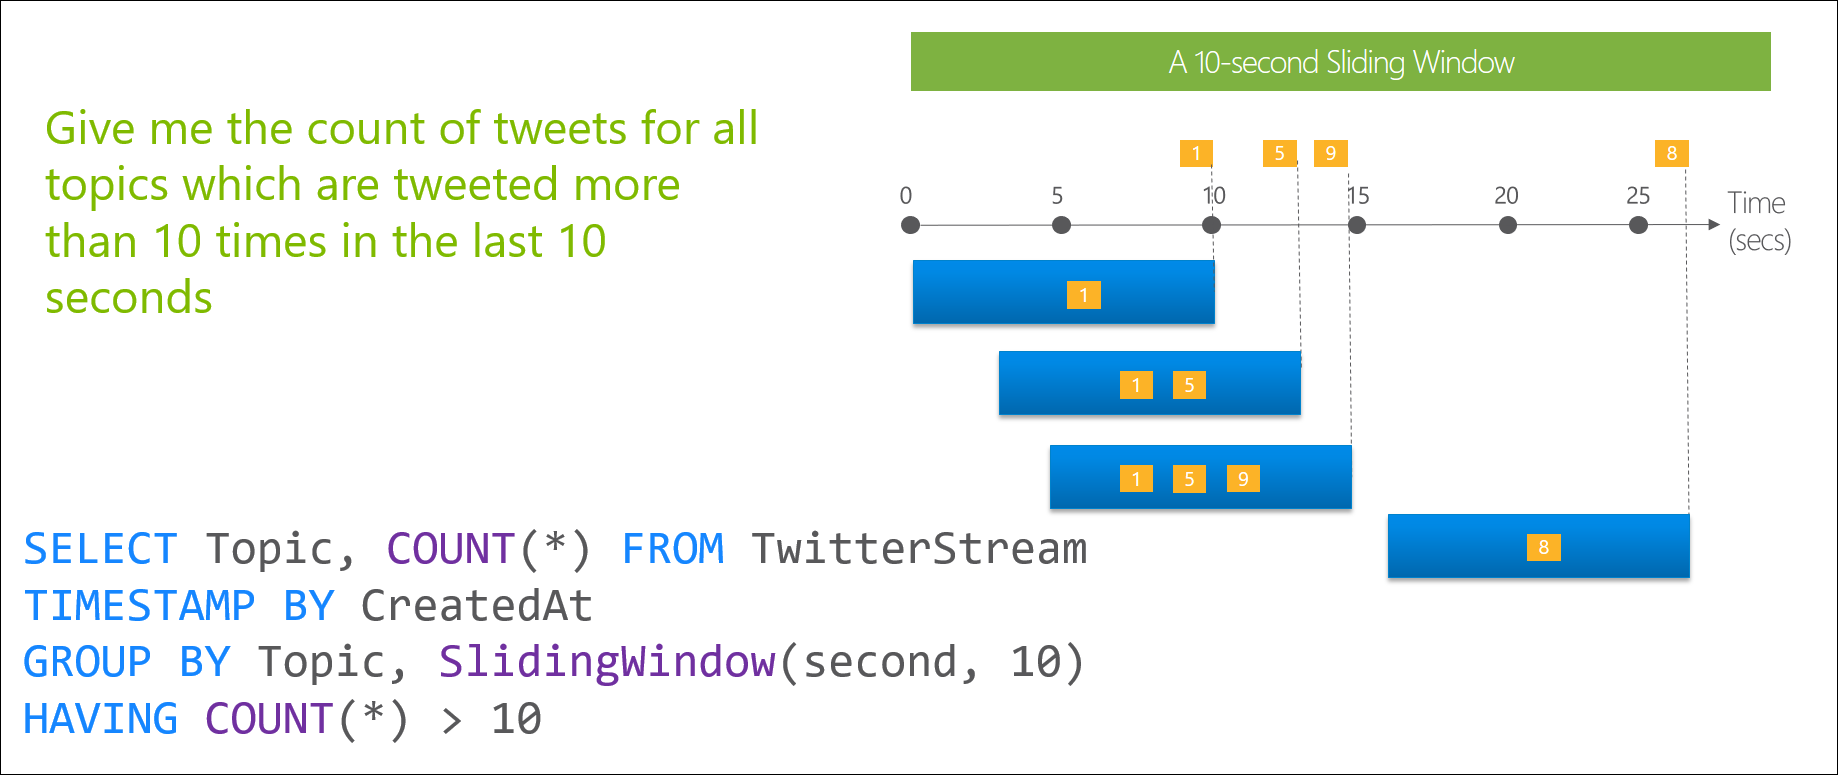 A 10-second Sliding Window
Give me the count of tweets for all
topics which are tweeted more
than 10 times in the last 10
seconds
1 5 9 8
0 5 10 15 20 25
Time
(secs)
1
1 5
1 5 9
8
SELECT Topic, COUNT(*) FROM TwitterStream
TIMESTAMP BY CreatedAt
GROUP BY Topic, SlidingWindow(second, 10)
HAVING COUNT(*) > 10